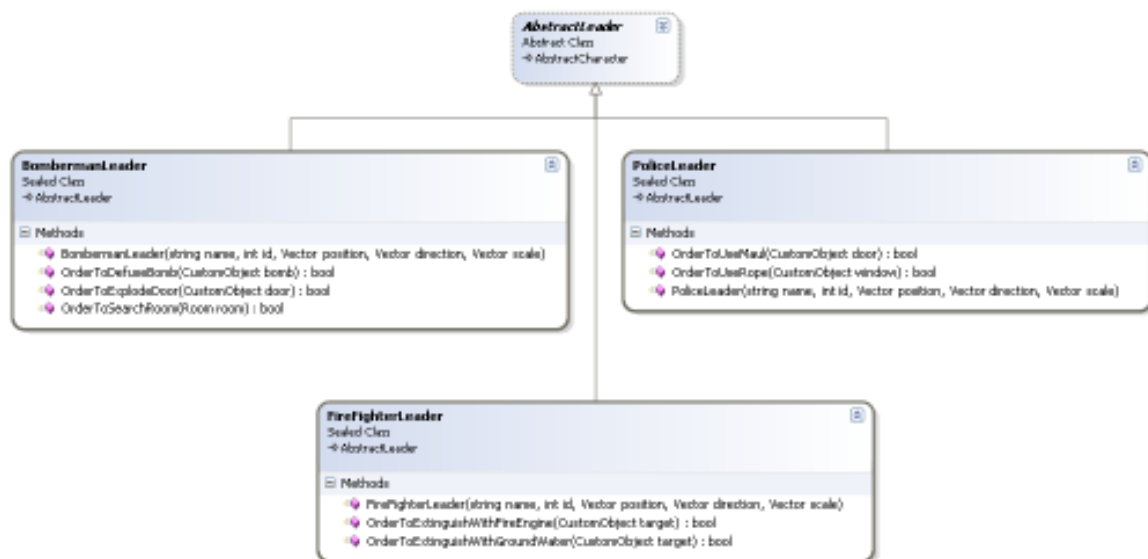 AbstractLeader
Abstract Class
AbstractCharacter
BombermanLeader
Sealed Class
AbstractLeader
Methods
BombermanLeader(string name, int id, Vector position, Vector direction, Vector scale)
OrderToDefuseBomb(CustomObject bomb) : bool
OrderToExplodeDoor(CustomObject door) : bool
OrderToSearchRoom(Room room) : bool
PoliceLeader
Sealed Class
AbstractLeader
Methods
OrderToUseMaul(CustomObject door) : bool
OrderToUseRope(CustomObject window) : bool
PoliceLeader(string name, int id, Vector position, Vector direction, Vector scale)
FireFighterLeader
Sealed Class
AbstractLeader
Methods
FireFighterLeader(string name, int id, Vector position, Vector direction, Vector scale)
OrderToExtinguishWithFireEngine(CustomObject target) : bool
OrderToExtinguishWithGroundWater(CustomObject target) : bool